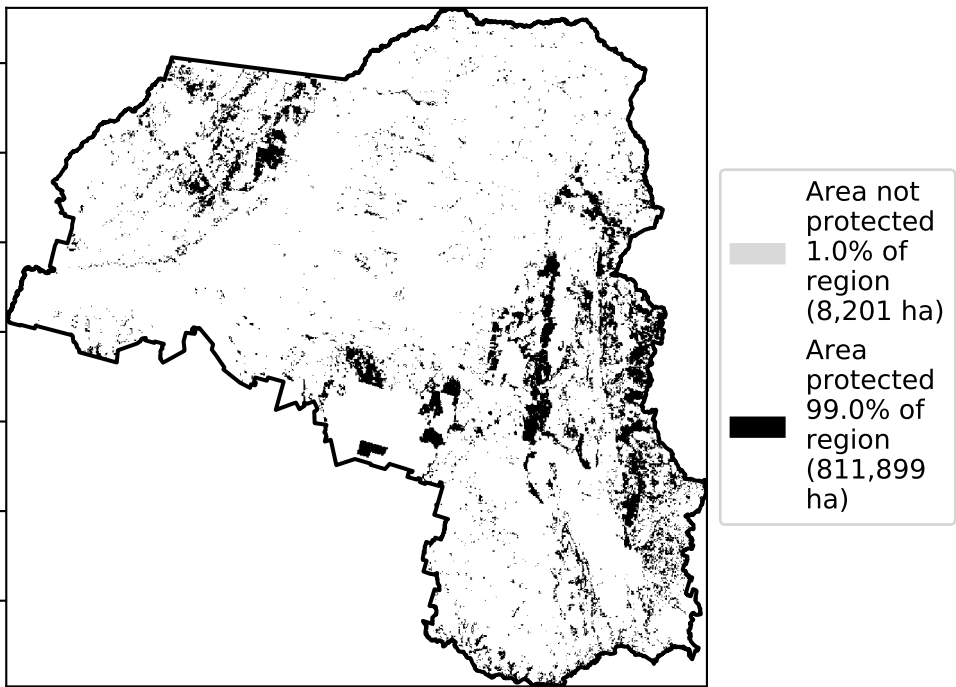 Area not
protected
1.0% of
region
(8,201 ha)
Area
protected
99.0% of
region
(811,899
ha)